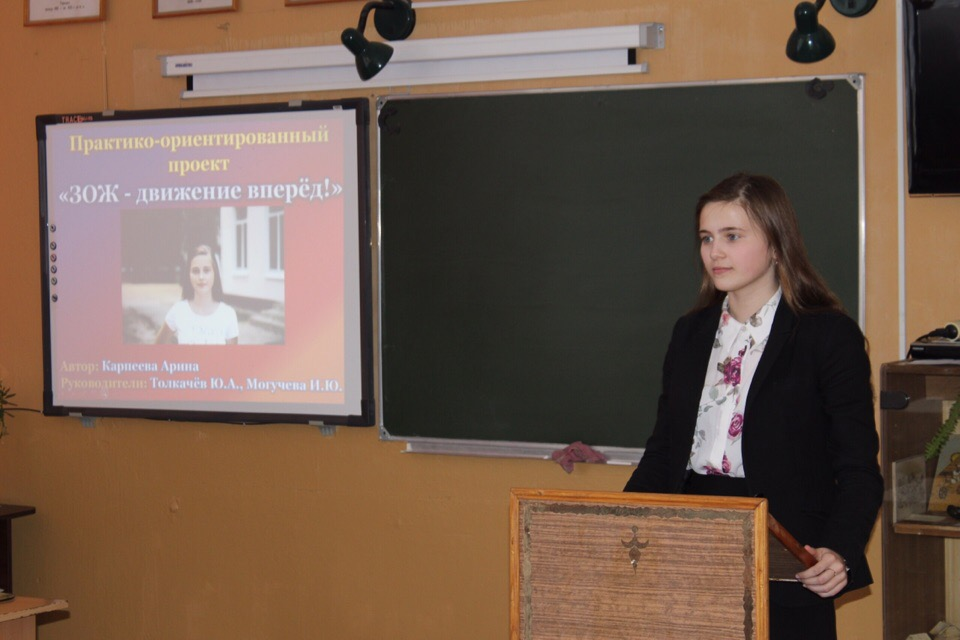 Практико-ориентированный
проект
«ЗОЖ - движение вперёд!»
Автор: Карпеева Арина
Руководители: Толкачёв Ю.А., Могучева И.Ю.